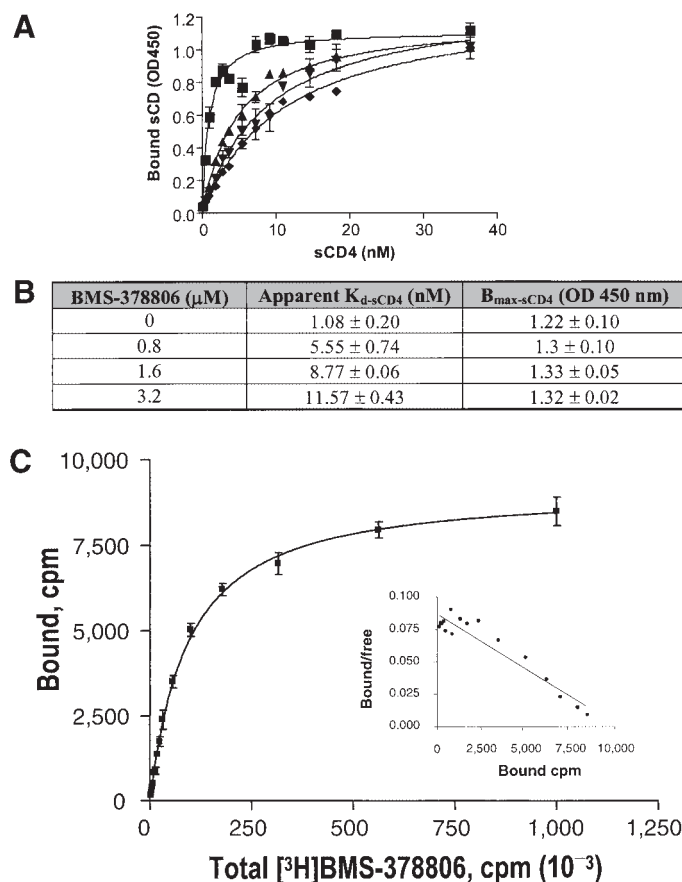 A
Bound sCD (OD450)
1.2
1.0
0.8
0.6
0.4
0.2
0.0
0 10 20 30 40
sCD4 (nM)
B
BMS-378806 (μM) Apparent Kd-sCD4 (nM) Bmax-sCD4 (OD 450 nm)
0 1.08 ± 0.20 1.22 ± 0.10
0.8 5.55 ± 0.74 1.3 ± 0.10
1.6 8.77 ± 0.06 1.33 ± 0.05
3.2 11.57 ± 0.43 1.32 ± 0.02
C
Bound, cpm
10,000
7,500
5,000
2,500
0
0 250 500 750 1,000 1,250
Total [³H]BMS-378806, cpm (10⁻³)
Bound/free
0.100
0.075
0.050
0.025
0.000
0 2,500 5,000 7,500 10,000
Bound cpm